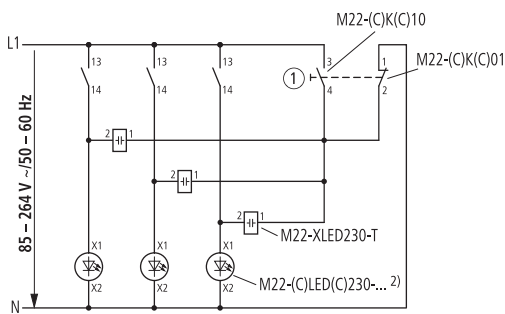 M22-(C)K(C)10
L1
M22-(C)K(C)01
13 13 13 3 1
1
14 14 14 4 2
85 – 264 V ~/50 – 60 Hz
2 1
2 1
2 1
M22-XLED230-T
X1 X1 X1
M22-(C)LED(C)230-... 2)
X2 X2 X2
N